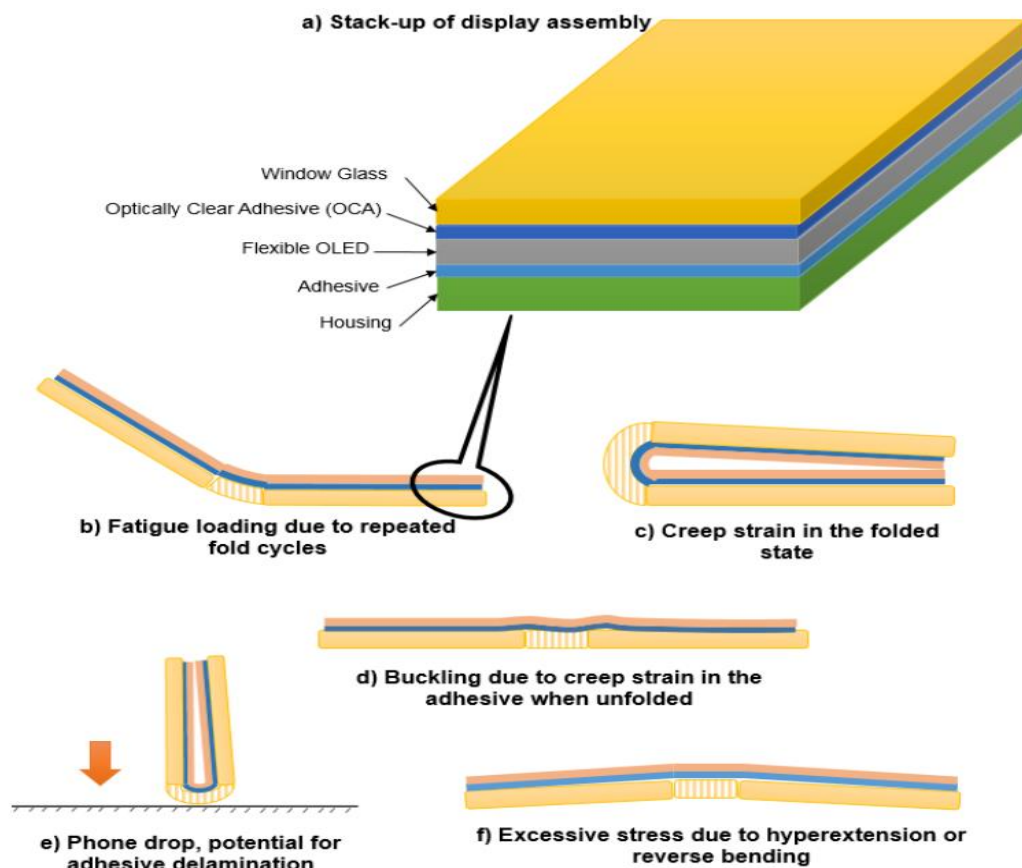 a) Stack-up of display assembly
Window Glass
Optically Clear Adhesive (OCA)
Flexible OLED
Adhesive
Housing
b) Fatigue loading due to repeated
fold cycles
c) Creep strain in the folded
state
d) Buckling due to creep strain in the
adhesive when unfolded
e) Phone drop, potential for
adhesive delamination
f) Excessive stress due to hyperextension or
reverse bending